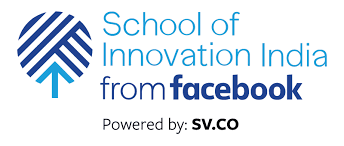 School of
Innovation India
from facebook
Powered by: SV.CO